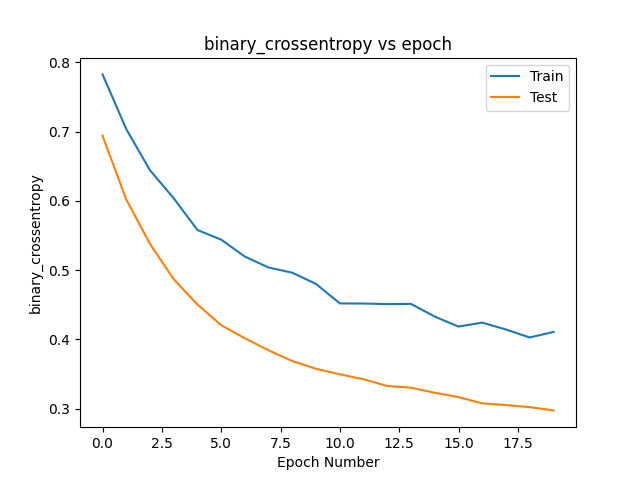 binary_crossentropy vs epoch
Train
Test
binary_crossentropy
0.8
0.7
0.6
0.5
0.4
0.3
0.0 2.5 5.0 7.5 10.0 12.5 15.0 17.5
Epoch Number